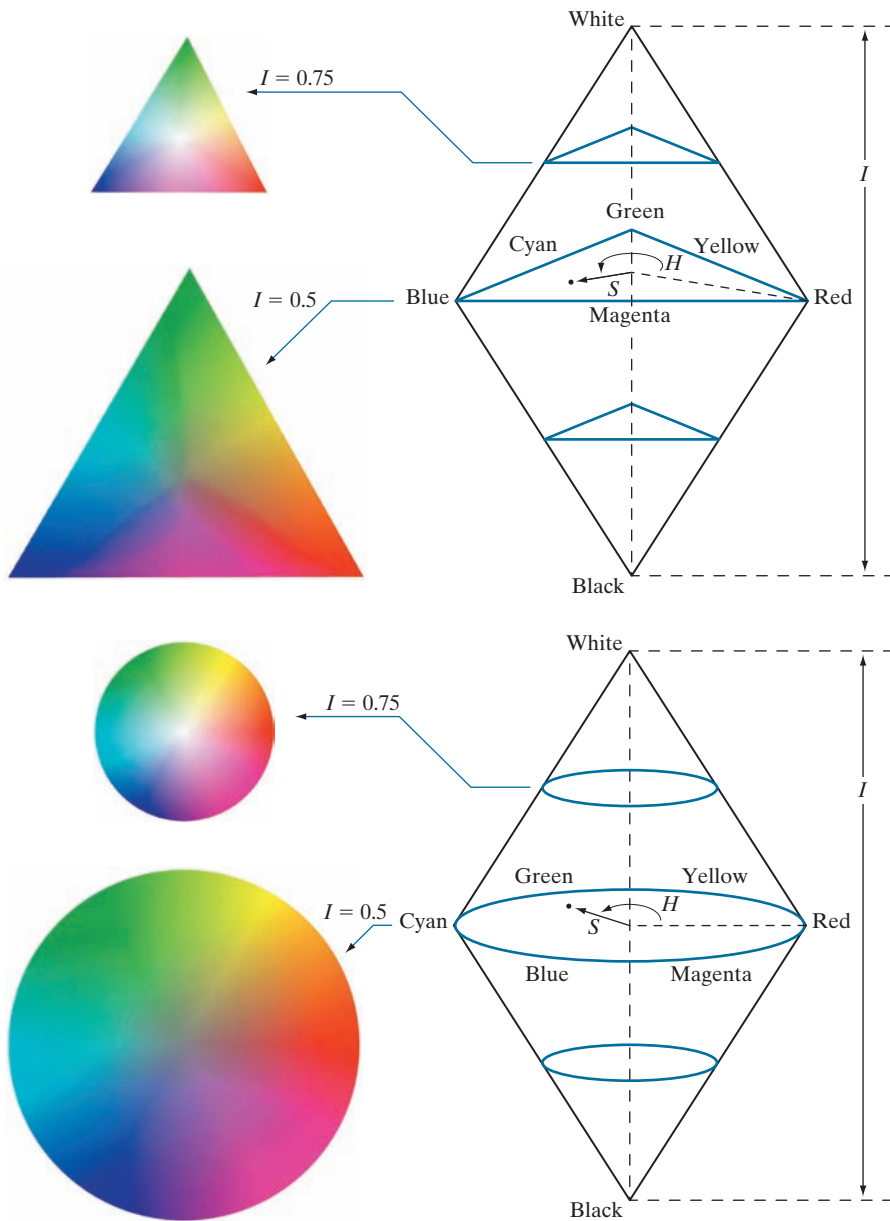 White
I = 0.75
I
Green
Cyan
Yellow
H
I = 0.5
Blue
S
Red
Magenta
Black
White
I = 0.75
I
Green
Yellow
H
I = 0.5
Cyan
S
Red
Blue
Magenta
Black